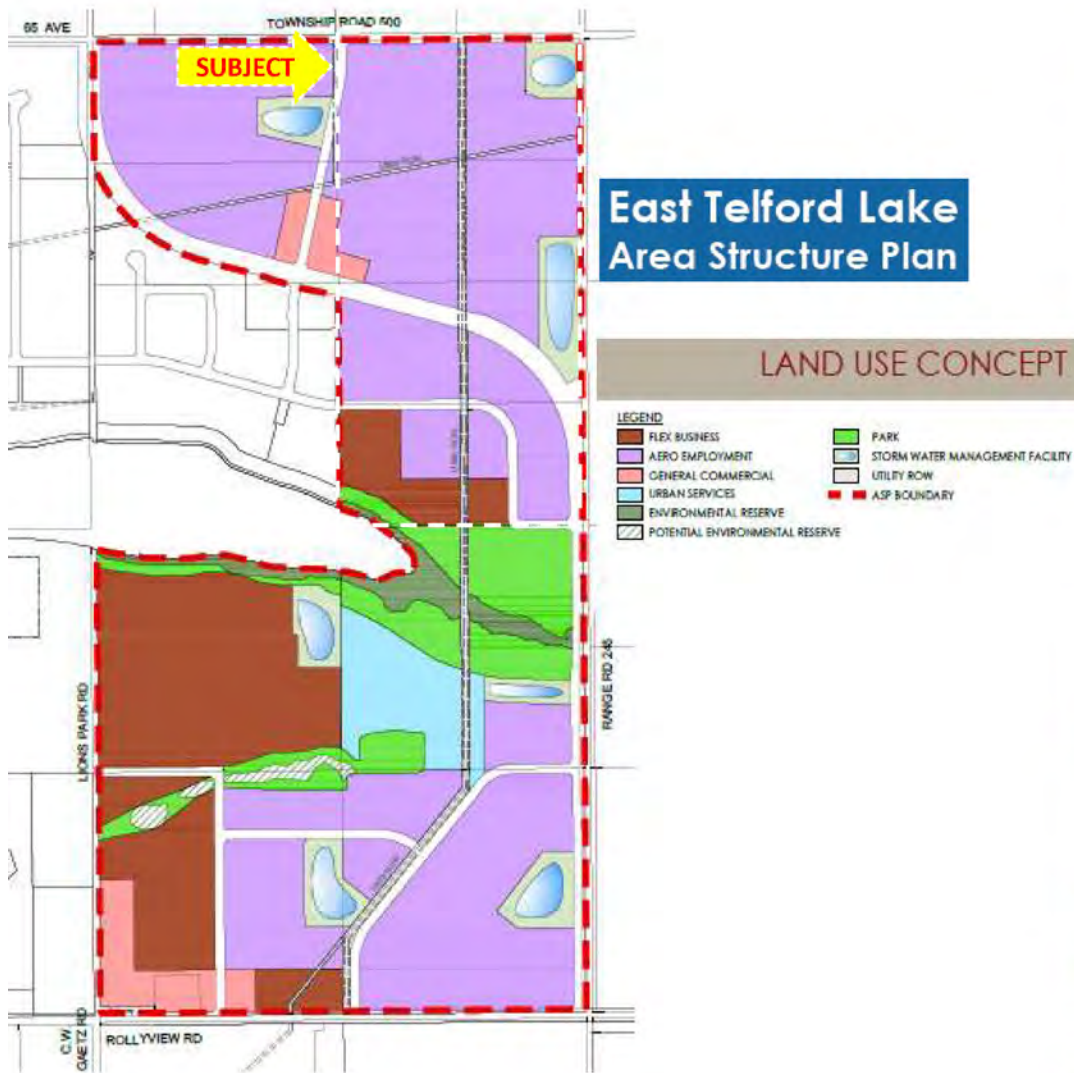 65 AVE
TOWNSHIP ROAD 500
SUBJECT
East Telford Lake
Area Structure Plan
LAND USE CONCEPT
LEGEND
FLEX BUSINESS
AERO EMPLOYMENT
GENERAL COMMERCIAL
URBAN SERVICES
ENVIRONMENTAL RESERVE
POTENTIAL ENVIRONMENTAL RESERVE
PARK
STORM WATER MANAGEMENT FACILITY
UTILITY ROW
ASP BOUNDARY
LIONS PARK RD
RANGE RD 245
C.W.
GAETZ RD
ROLLYVIEW RD